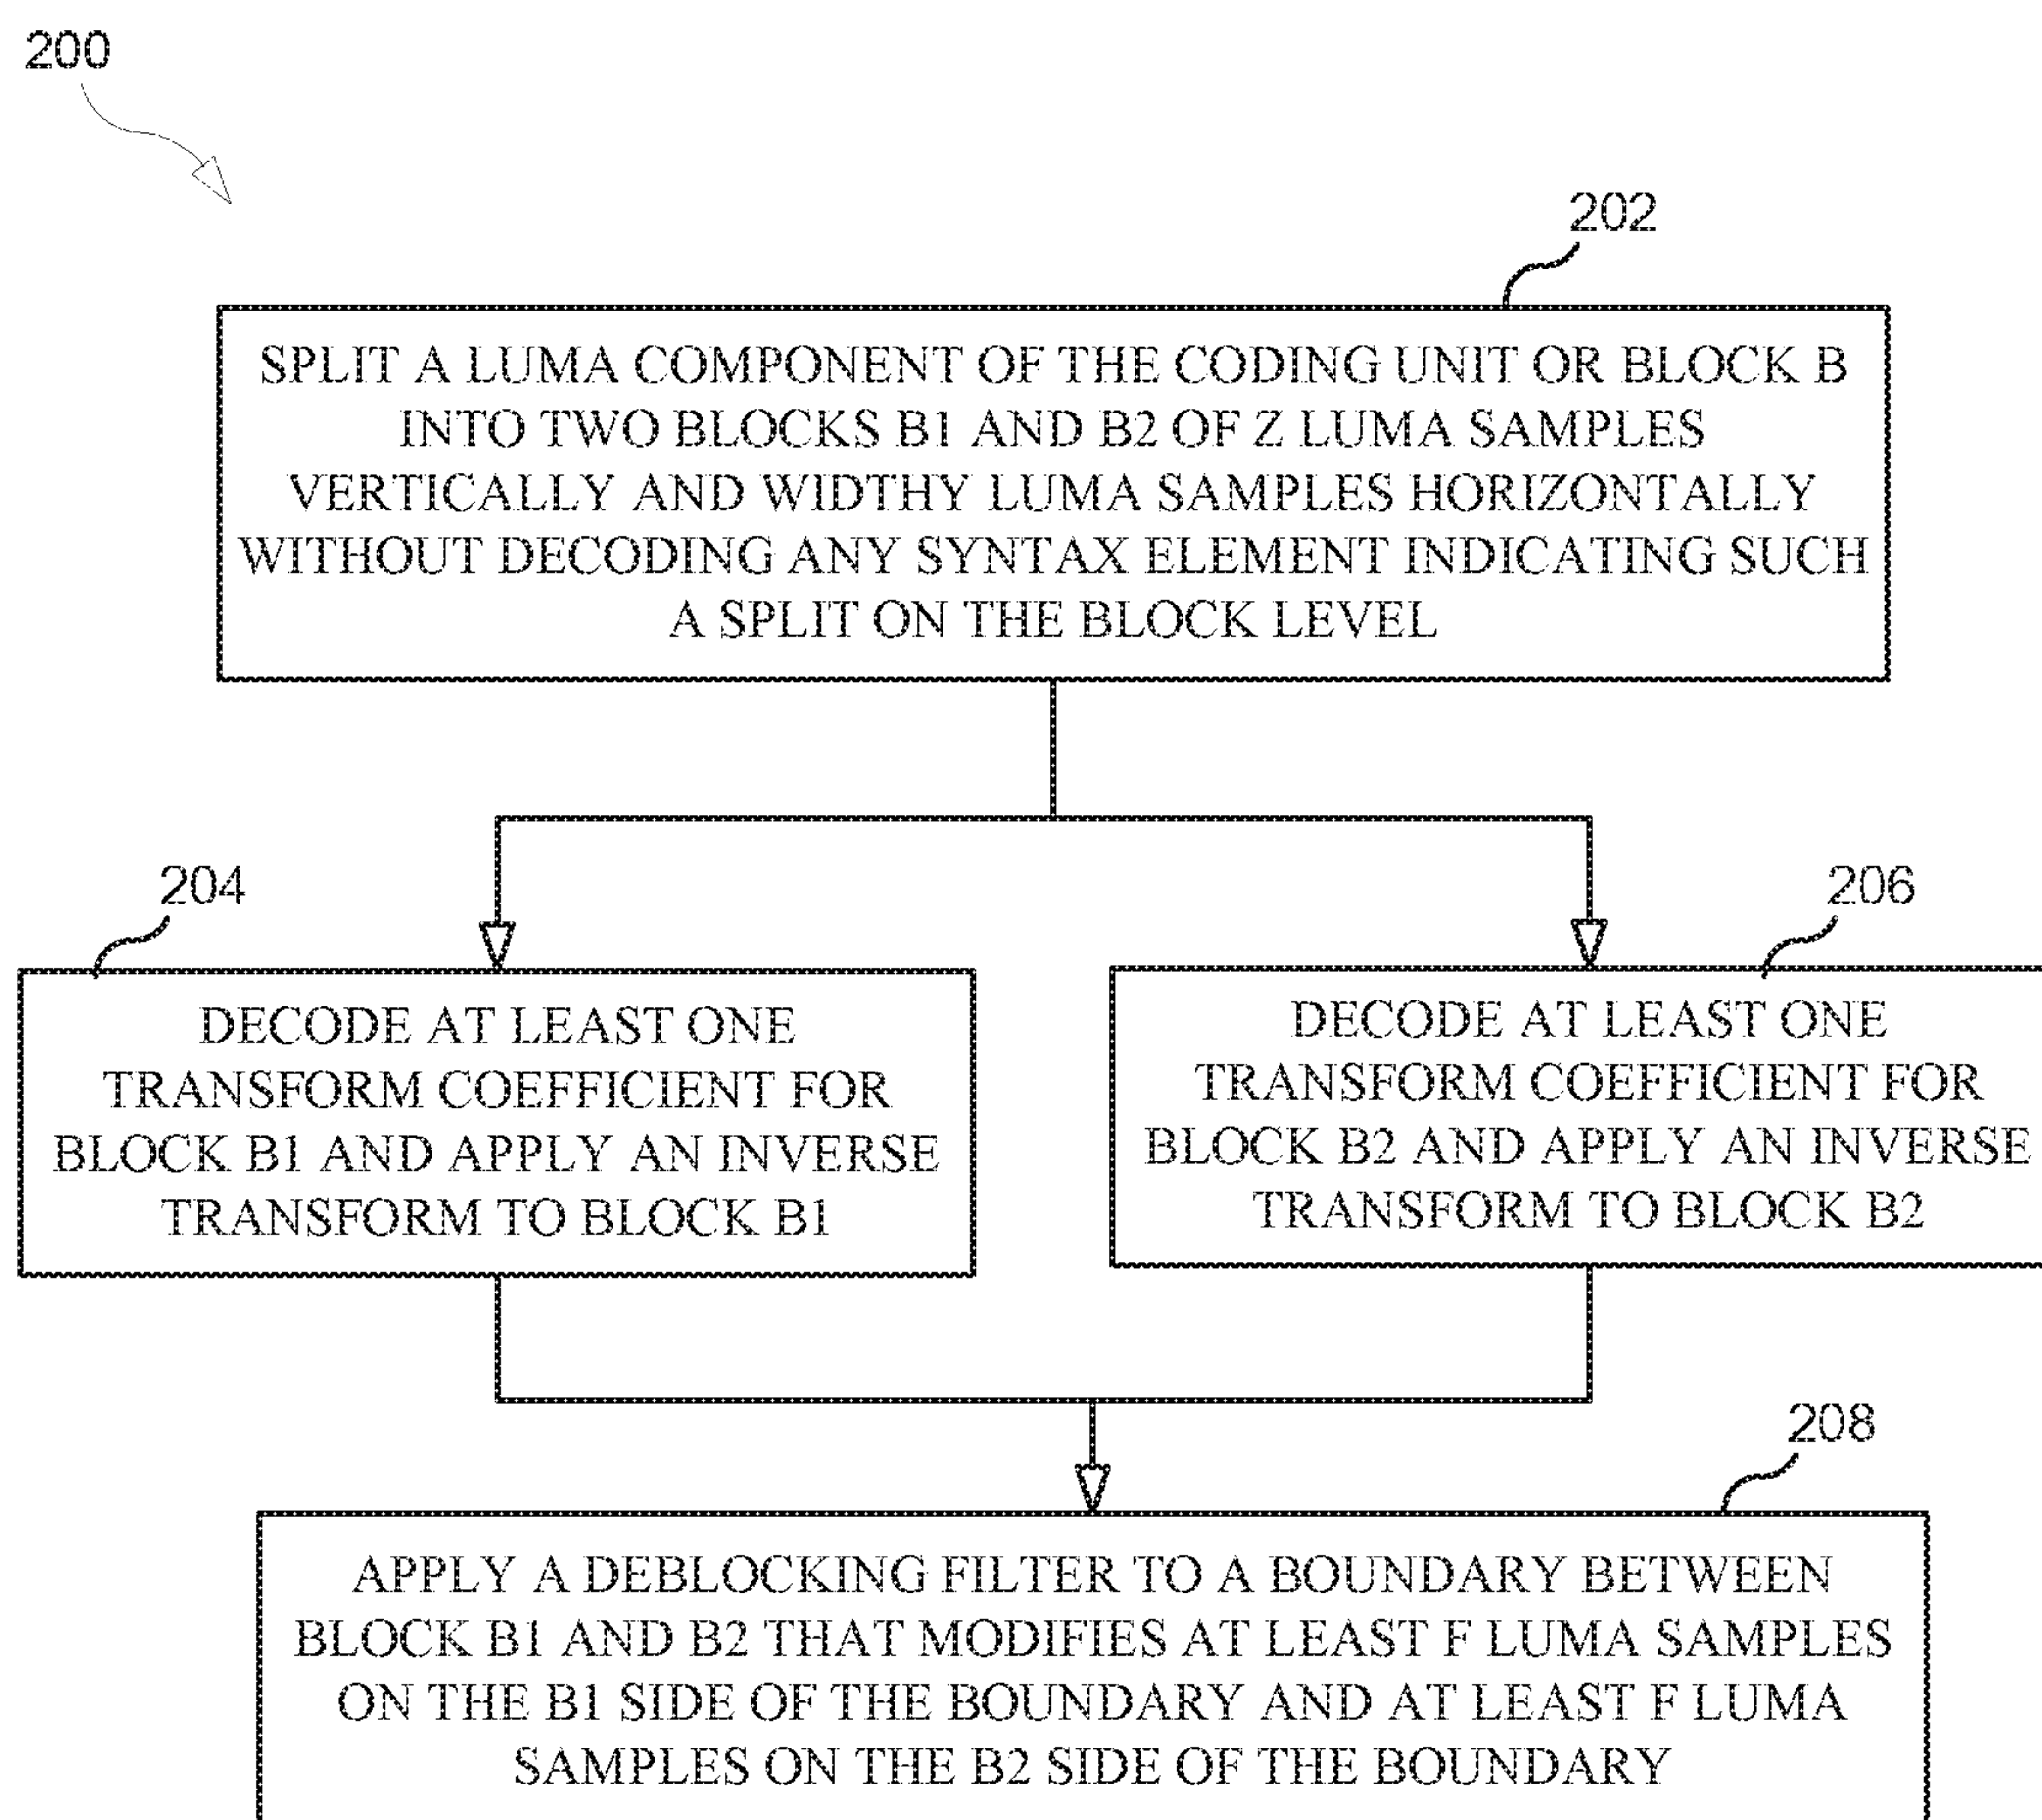 200
202
SPLIT A LUMA COMPONENT OF THE CODING UNIT OR BLOCK B
INTO TWO BLOCKS B1 AND B2 OF Z LUMA SAMPLES
VERTICALLY AND WIDTHY LUMA SAMPLES HORIZONTALLY
WITHOUT DECODING ANY SYNTAX ELEMENT INDICATING SUCH
A SPLIT ON THE BLOCK LEVEL
204
DECODE AT LEAST ONE
TRANSFORM COEFFICIENT FOR
BLOCK B1 AND APPLY AN INVERSE
TRANSFORM TO BLOCK B1
206
DECODE AT LEAST ONE
TRANSFORM COEFFICIENT FOR
BLOCK B2 AND APPLY AN INVERSE
TRANSFORM TO BLOCK B2
208
APPLY A DEBLOCKING FILTER TO A BOUNDARY BETWEEN
BLOCK B1 AND B2 THAT MODIFIES AT LEAST F LUMA SAMPLES
ON THE B1 SIDE OF THE BOUNDARY AND AT LEAST F LUMA
SAMPLES ON THE B2 SIDE OF THE BOUNDARY